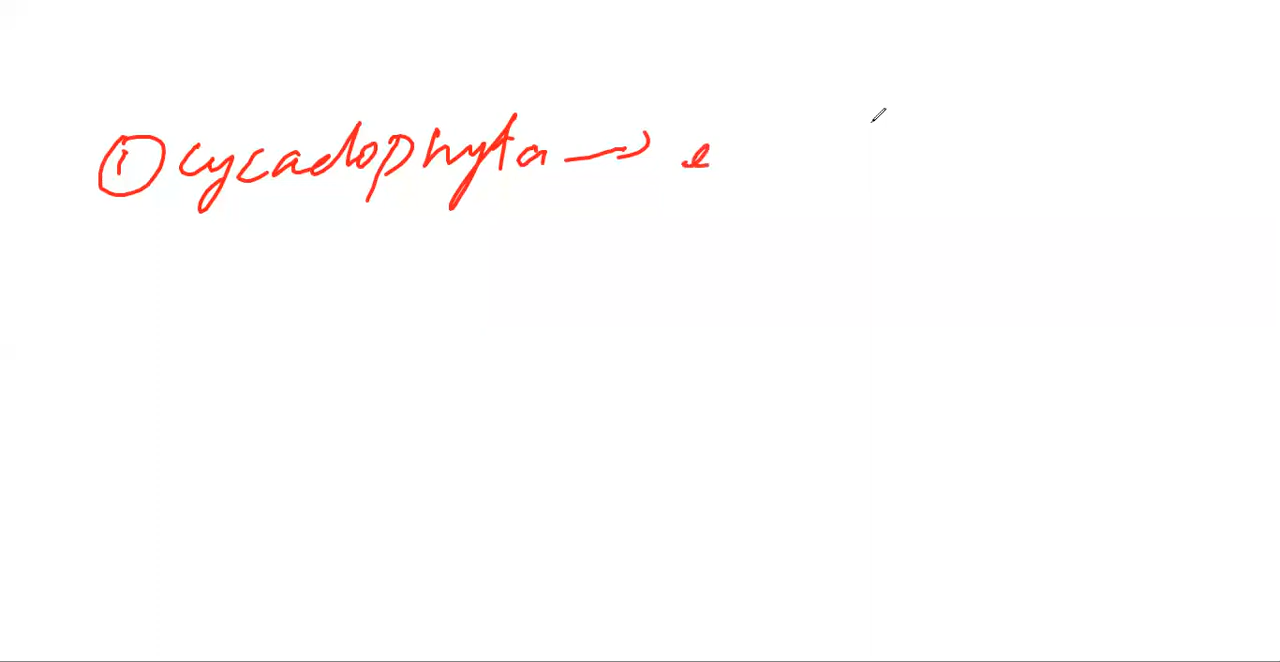 ① cycadophyta → e